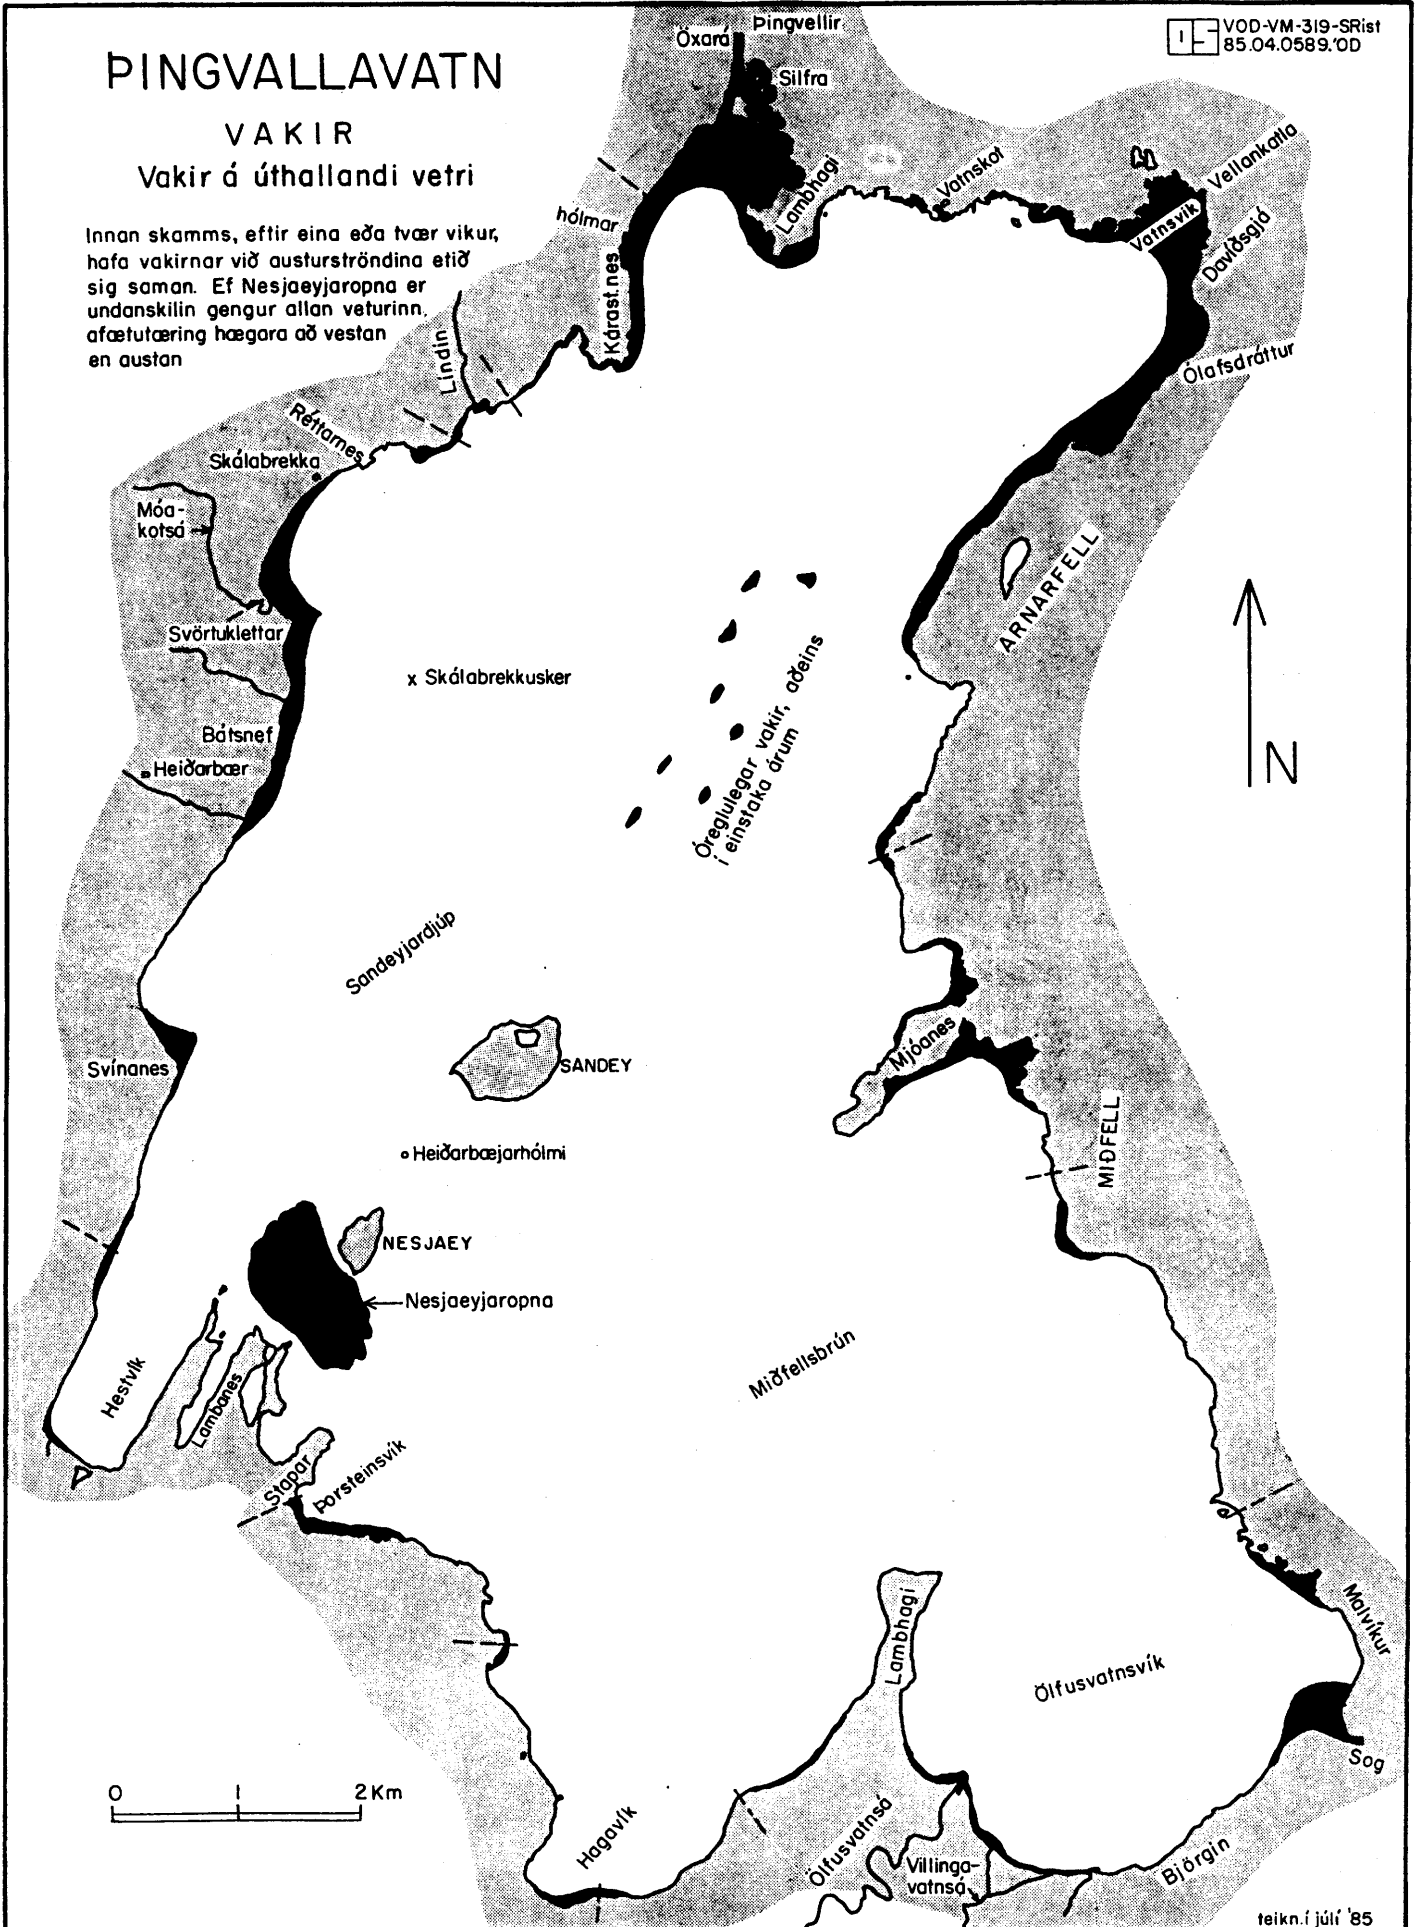 VOD-VM-319-SRist
85.04.0589.'OD
ÞINGVALLAVATN
VAKIR
Vakir á úthallandi vetri
Innan skamms, eftir eina eða tvær vikur,
hafa vakirnar við austurströndina etið
sig saman. Ef Nesjaeyjaropna er
undanskilin gengur allan veturinn,
afætutæring hægara að vestan
en austan
Þingvellir
Öxará
Silfra
Lambhagi
Vatnskot
Vellankatla
Vatnsvík
Davíðsgjá
Ólafsdráttur
hólmar
Kárast.nes
Lindin
Réttarnes
Skálabrekka
Móa-
kotsá
Svörtuklettar
Bátsnef
Heiðarbær
x Skálabrekkusker
ARNARFELL
Óreglulegar vakir, aðeins
í einstaka árum
N
Sandeyjardjúp
SANDEY
Svínanes
Mjóanes
MIÐFELL
Heiðarbæjarhólmi
NESJAEY
Nesjaeyjaropna
Hestvík
Lambanes
Stapar
Þorsteinsvík
Miðfellsbrún
Lambhagi
Malvíkur
Ölfusvatnsvík
Sog
0 1 2 Km
Hagavík
Ölfusvatnsá
Villinga-
vatnsá
Björgin
teikn.í júlí '85